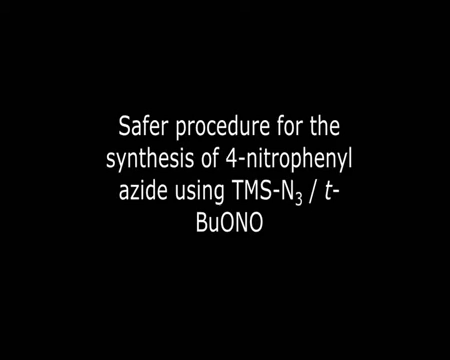 Safer procedure for the
synthesis of 4-nitrophenyl
azide using TMS-N₃ / t-
BuONO